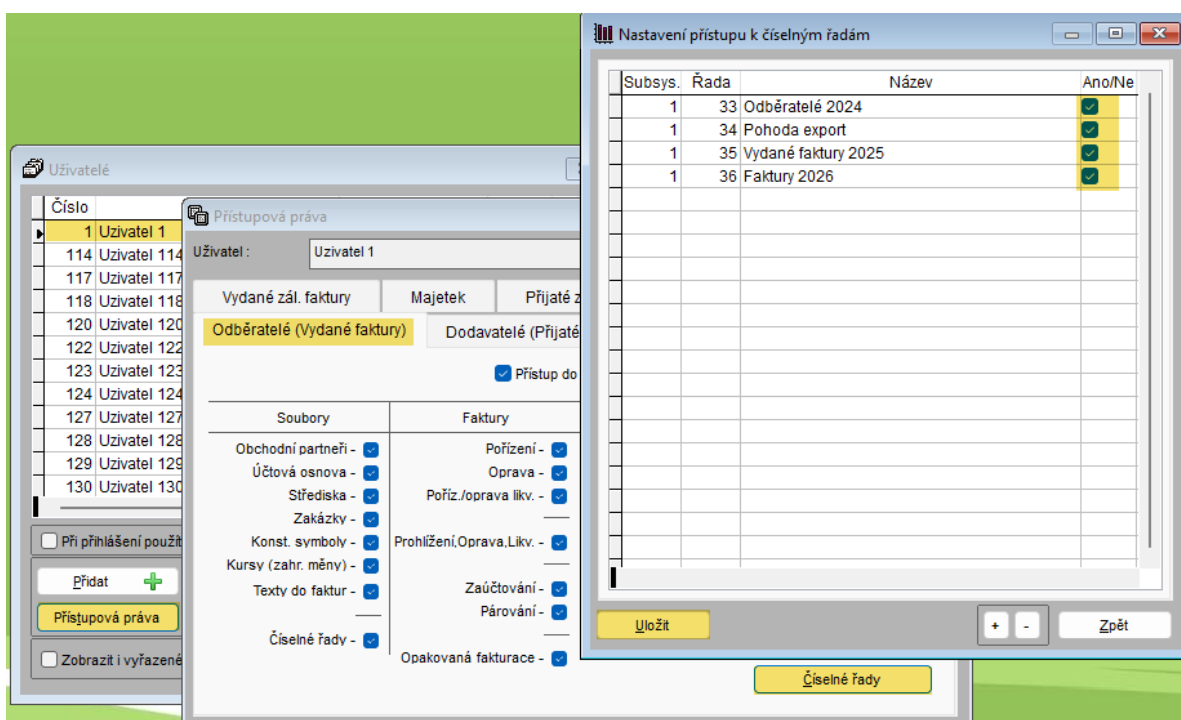 Nastavení přístupu k číselným řadám
Subsys. Řada Název Ano/Ne
1 33 Odběratelé 2024
1 34 Pohoda export
1 35 Vydané faktury 2025
1 36 Faktury 2026
Uložit + - Zpět
Uživatelé
Číslo
1 Uzivatel 1
114 Uzivatel 114
117 Uzivatel 117
118 Uzivatel 118
120 Uzivatel 120
122 Uzivatel 122
123 Uzivatel 123
124 Uzivatel 124
127 Uzivatel 127
128 Uzivatel 128
129 Uzivatel 129
130 Uzivatel 130
Při přihlášení použít
Přidat
Přístupová práva
Zobrazit i vyřazené
Přístupová práva
Uživatel : Uzivatel 1
Vydané zál. faktury Majetek Přijaté z
Odběratelé (Vydané faktury) Dodavatelé (Přijaté
Přístup do
Soubory Faktury
Obchodní partneři - Pořízení -
Účtová osnova - Oprava -
Střediska - Poříz./oprava likv. -
Zakázky -
Konst. symboly - Prohlížení,Oprava,Likv. -
Kursy (zahr. měny) -
Texty do faktur - Zaúčtování -
Párování -
Číselné řady -
Opakovaná fakturace -
Číselné řady